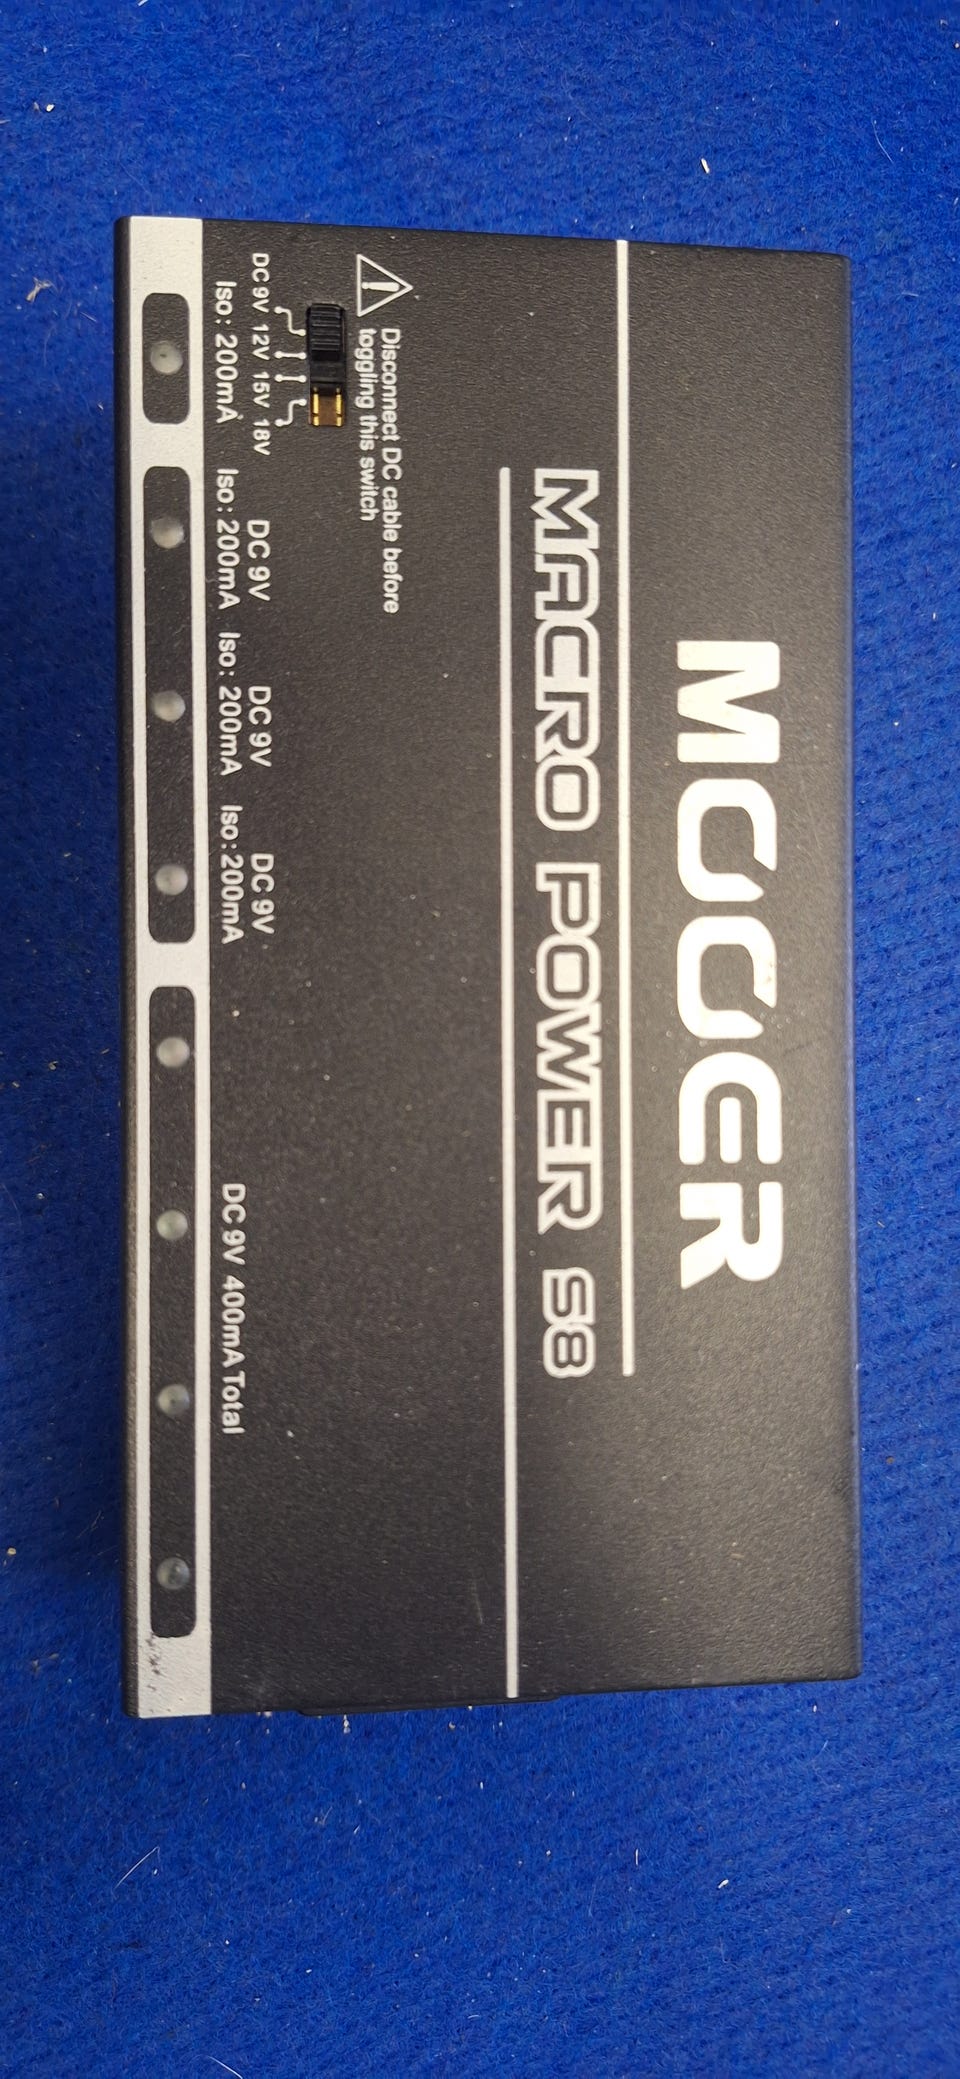 MOOER
MACRO POWER S8
Disconnect DC cable before
toggling this switch
DC 9V 12V 15V 18V
Iso: 200mA
DC 9V
Iso: 200mA
DC 9V
Iso: 200mA
DC 9V
Iso: 200mA
DC 9V 400mA Total